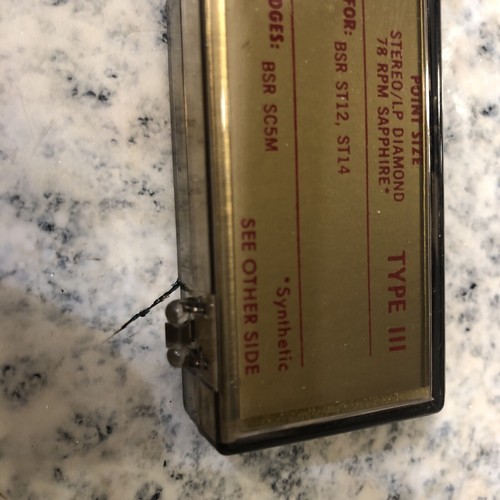 POINT SIZE
STEREO/LP DIAMOND
78 RPM SAPPHIRE*
TYPE III
FOR: BSR ST12, ST14
DGES: BSR SC5M
*Synthetic
SEE OTHER SIDE